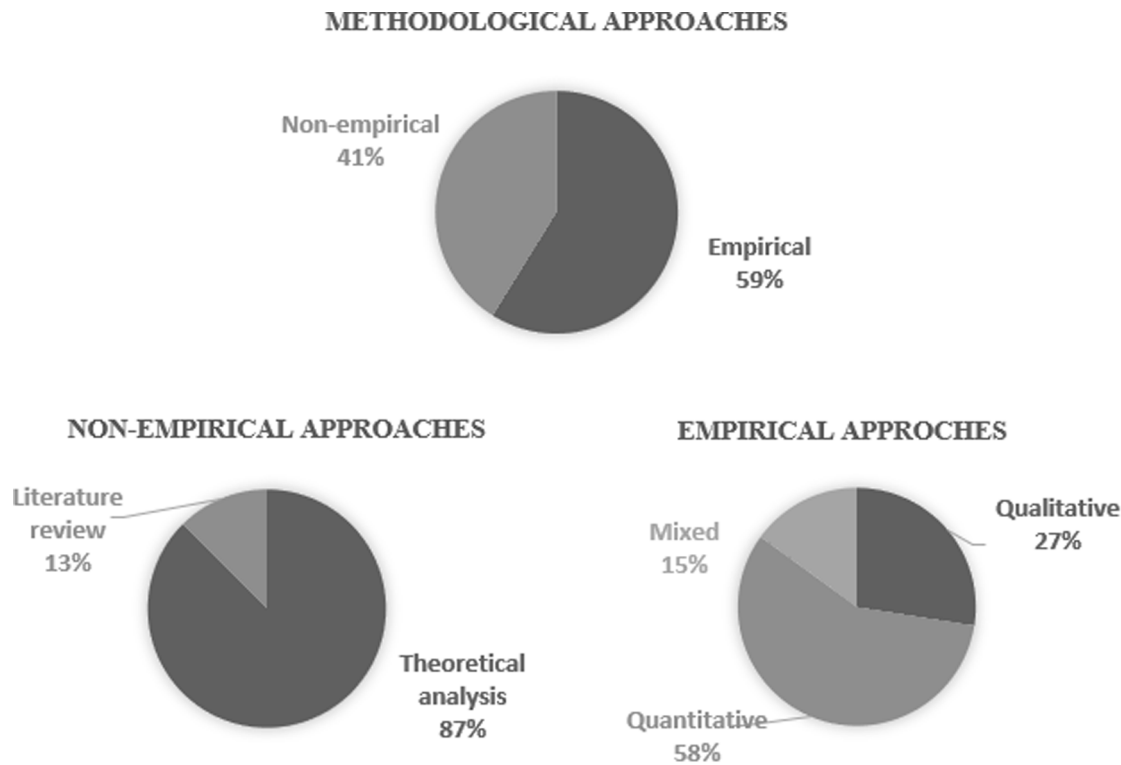 METHODOLOGICAL APPROACHES
Non-empirical
41%
Empirical
59%
NON-EMPIRICAL APPROACHES
Literature
review
13%
Theoretical
analysis
87%
EMPIRICAL APPROCHES
Mixed
15%
Qualitative
27%
Quantitative
58%